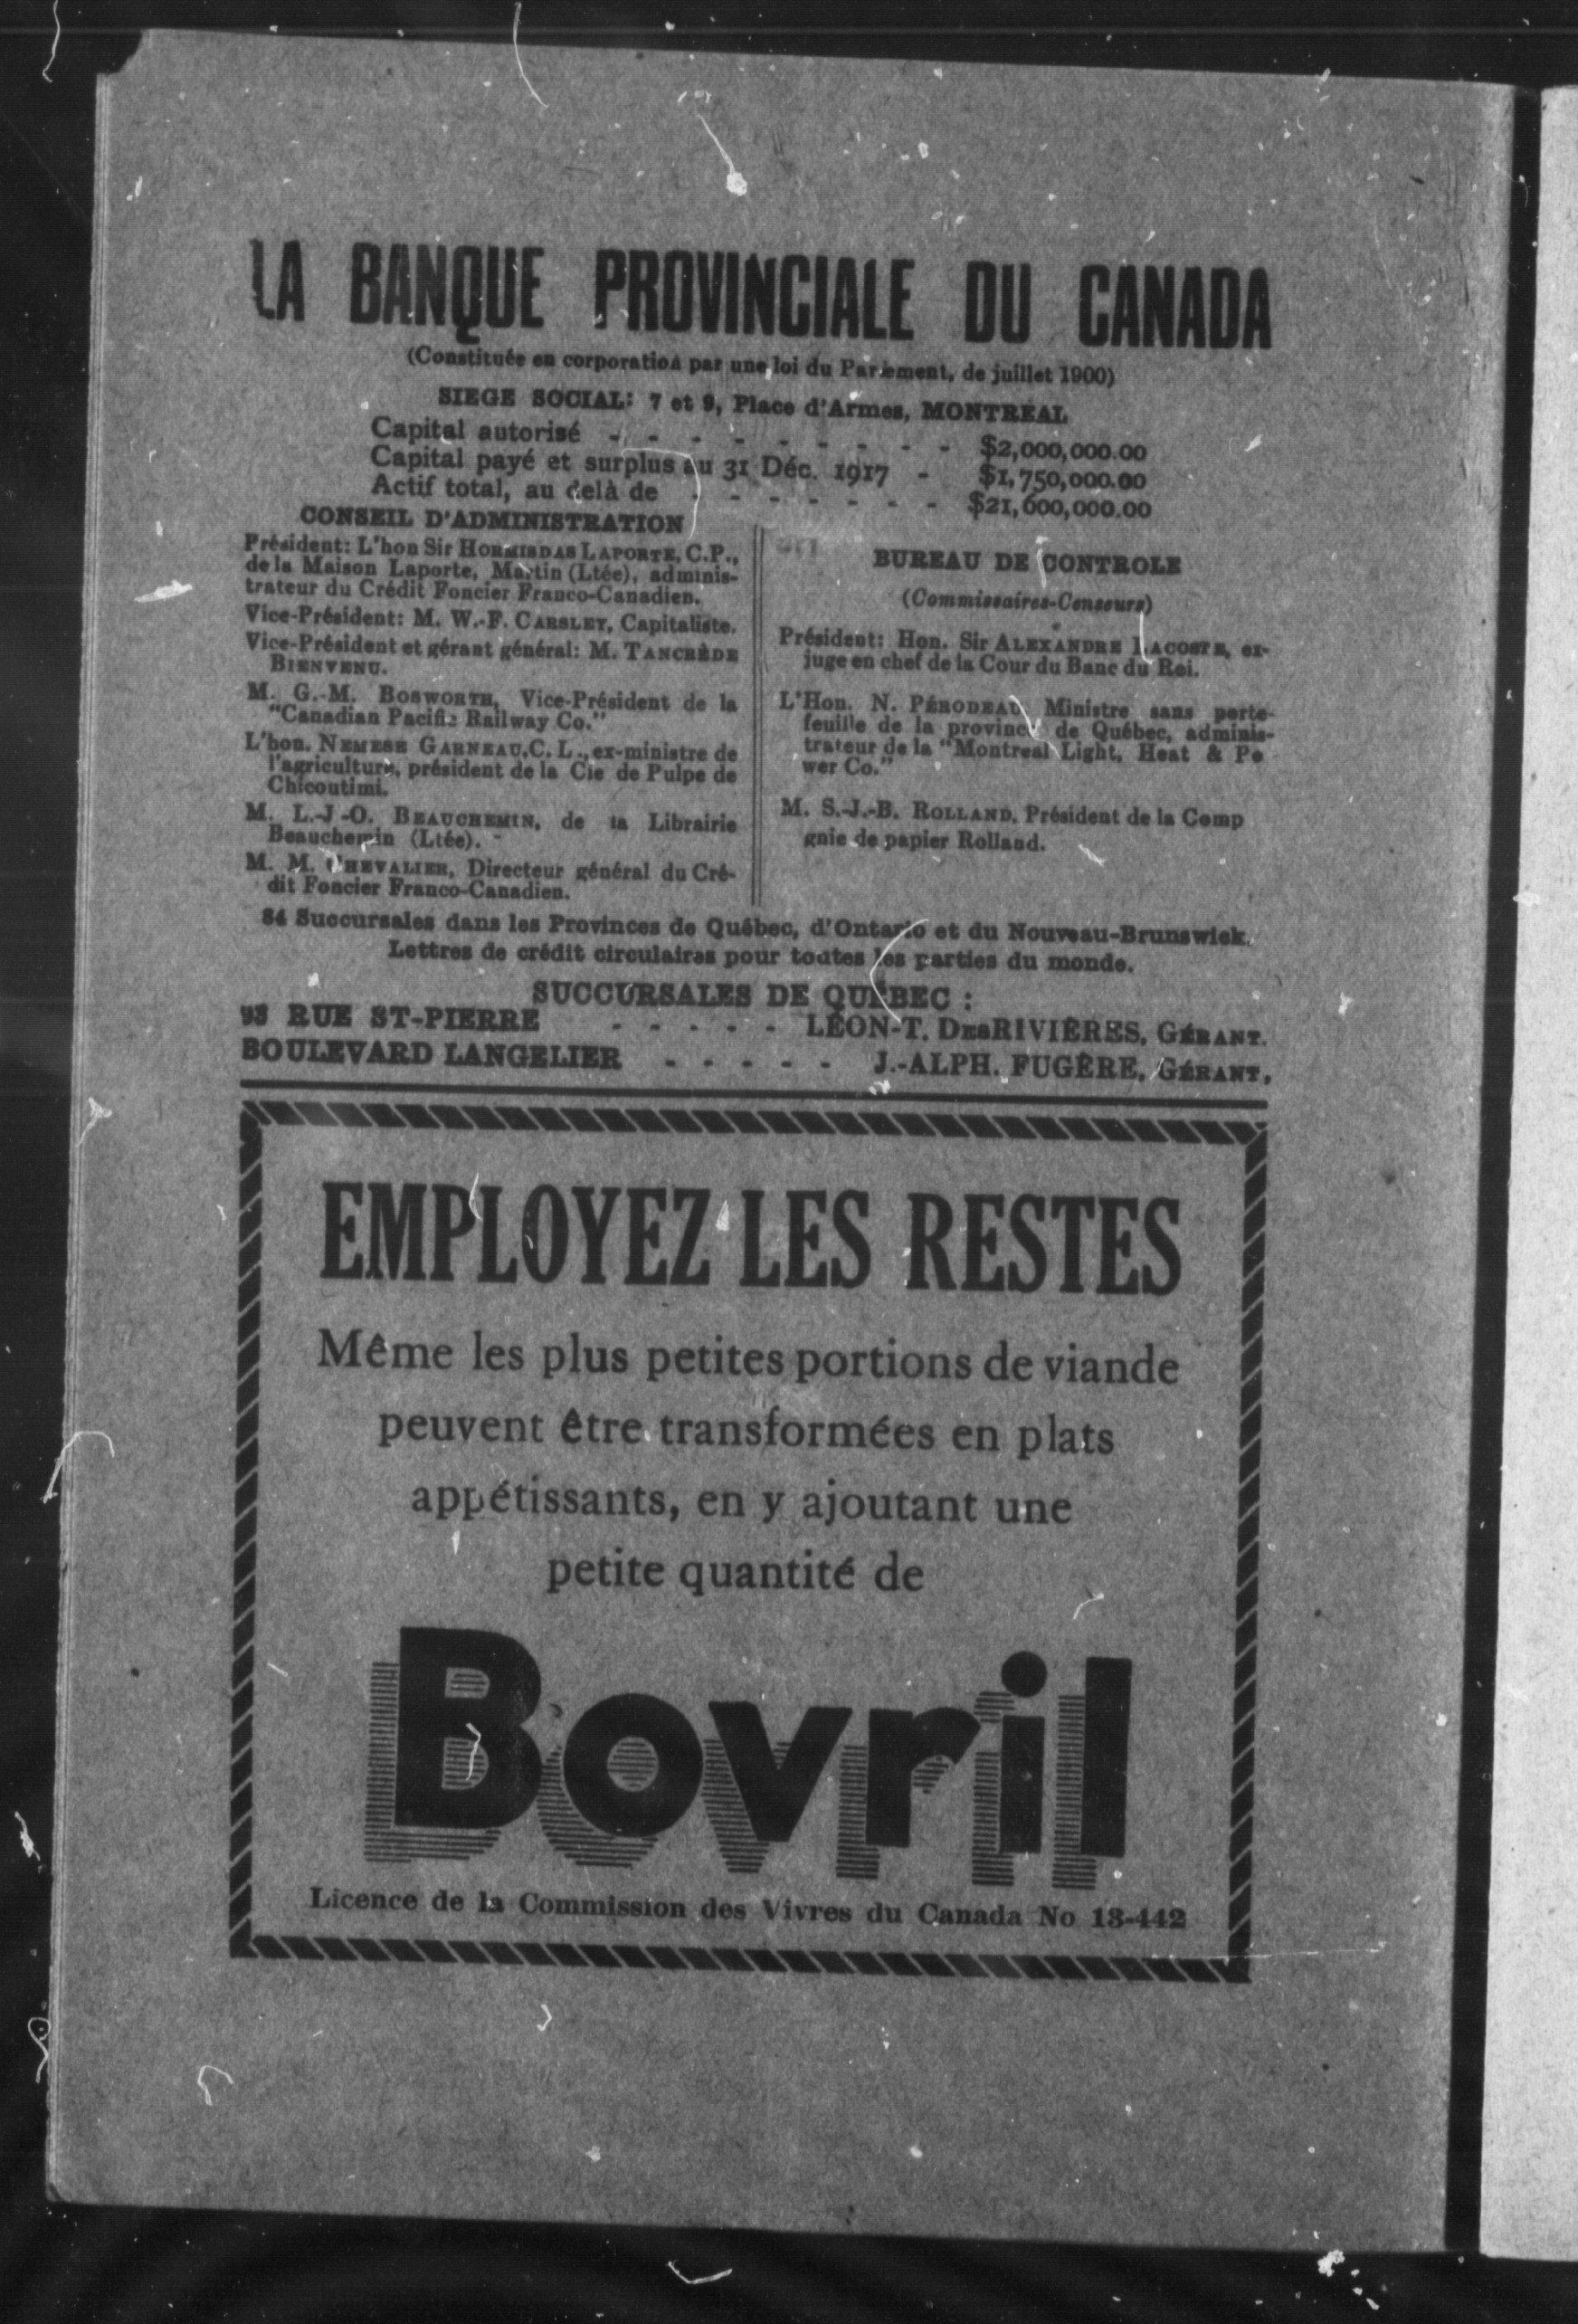 LA BANQUE PROVINCIALE DU CANADA
(Constituée en corporation par une loi du Parlement, de juillet 1900)
SIEGE SOCIAL: 7 et 9, Place d'Armes, MONTREAL
Capital autorisé - - - - - - - - - $2,000,000.00
Capital payé et surplus au 31 Déc. 1917 - $1,750,000.00
Actif total, au delà de - - - - - - - $21,600,000.00
CONSEIL D'ADMINISTRATION
Président: L'hon Sir HORMISDAS LAPORTE, C.P.,
de la Maison Laporte, Martin (Ltée), adminis-
trateur du Crédit Foncier Franco-Canadien.
Vice-Président: M. W.-F. CARSLEY, Capitaliste.
Vice-Président et gérant général: M. TANCRÈDE
BIENVENU.
M. G.-M. BOSWORTH, Vice-Président de la
"Canadian Pacific Railway Co."
L'hon. NEMESE GARNEAU, C. L., ex-ministre de
l'agriculture, président de la Cie de Pulpe de
Chicoutimi.
M. L.-J-O. BEAUCHEMIN, de la Librairie
Beauchemin (Ltée).
M. M. CHEVALIER, Directeur général du Cré-
dit Foncier Franco-Canadien.
BUREAU DE CONTROLE
(Commissaires-Censeurs)
Président: Hon. Sir ALEXANDRE LACOSTE, ex-
juge en chef de la Cour du Banc du Roi.
L'Hon. N. PÉRODEAU Ministre sans porte-
feuille de la province de Québec, adminis-
trateur de la "Montreal Light, Heat & Po
wer Co."
M. S.-J.-B. ROLLAND, Président de la Comp
gnie de papier Rolland.
84 Succursales dans les Provinces de Québec, d'Ontario et du Nouveau-Brunswick.
Lettres de crédit circulaires pour toutes les parties du monde.
SUCCURSALES DE QUÉBEC :
93 RUE ST-PIERRE - - - - - LÉON-T. DESRIVIÈRES, GÉRANT.
BOULEVARD LANGELIER - - - - - J.-ALPH. FUGÈRE, GÉRANT,
EMPLOYEZ LES RESTES
Même les plus petites portions de viande
peuvent être transformées en plats
appétissants, en y ajoutant une
petite quantité de
Bovril
Licence de la Commission des Vivres du Canada No 13-442